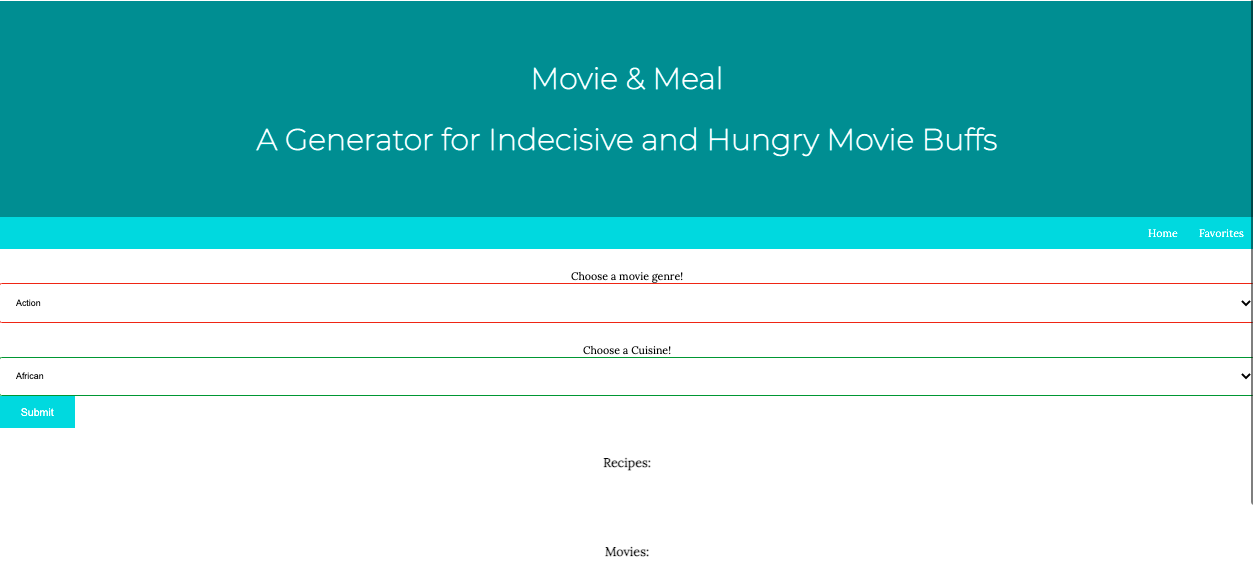 Movie & Meal
A Generator for Indecisive and Hungry Movie Buffs
Home Favorites
Choose a movie genre!
Action
Choose a Cuisine!
African
Submit
Recipes:
Movies: